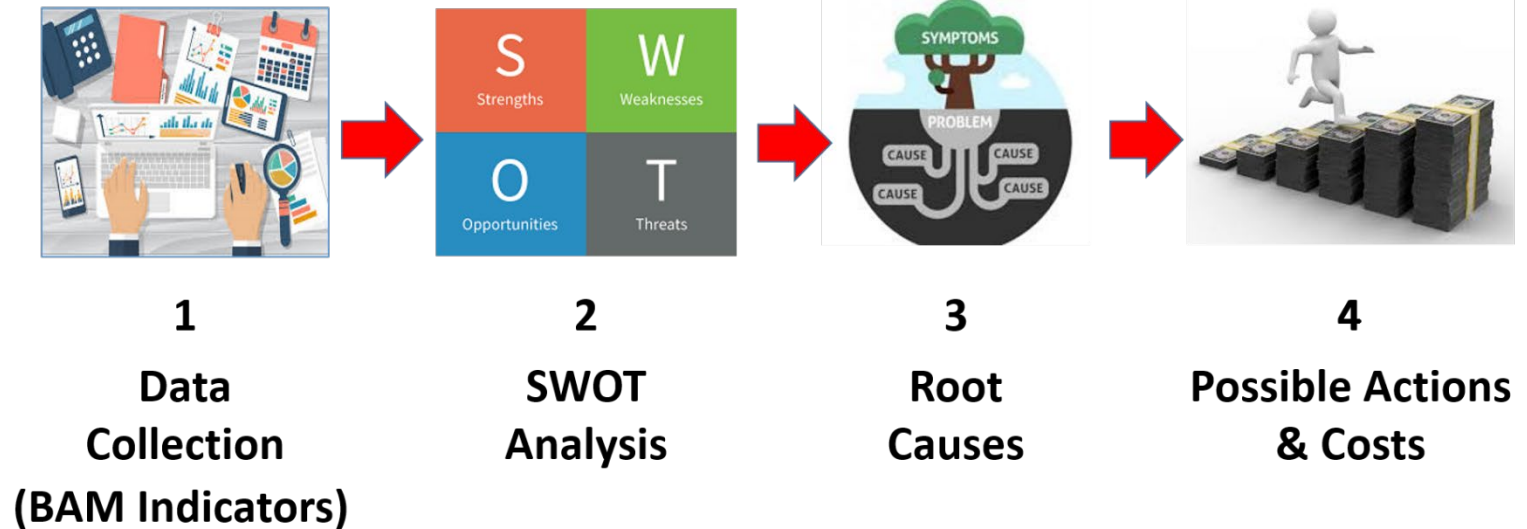 S
Strengths
W
Weaknesses
O
Opportunities
T
Threats
SYMPTOMS
PROBLEM
CAUSE
CAUSE
CAUSE
CAUSE
1
Data
Collection
(BAM Indicators)
2
SWOT
Analysis
3
Root
Causes
4
Possible Actions
& Costs